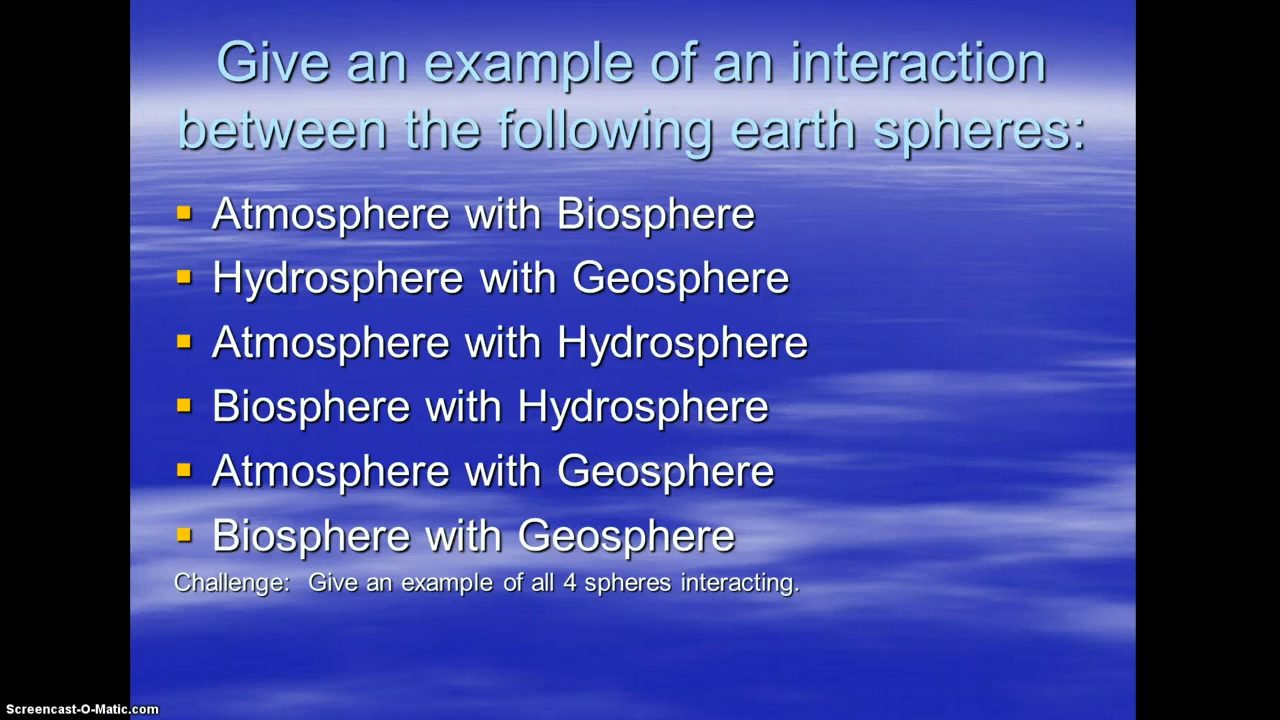 Give an example of an interaction
between the following earth spheres:
▪ Atmosphere with Biosphere
▪ Hydrosphere with Geosphere
▪ Atmosphere with Hydrosphere
▪ Biosphere with Hydrosphere
▪ Atmosphere with Geosphere
▪ Biosphere with Geosphere
Challenge: Give an example of all 4 spheres interacting.
Screencast-O-Matic.com